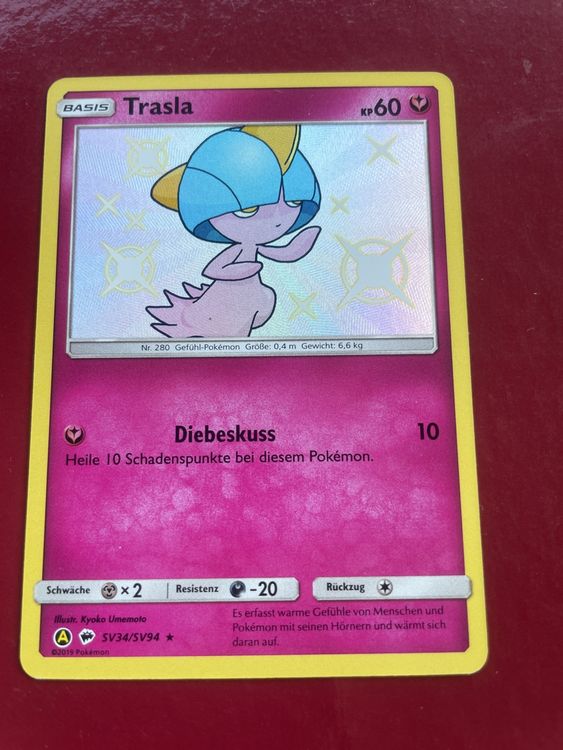 BASIS Trasla KP60
Nr. 280 Gefühl-Pokémon Größe: 0,4 m Gewicht: 6,6 kg
Diebeskuss 10
Heile 10 Schadenspunkte bei diesem Pokémon.
Schwäche ×2 Resistenz -20 Rückzug
Illustr. Kyoko Umemoto
A SV34/SV94
©2019 Pokémon
Es erfasst warme Gefühle von Menschen und
Pokémon mit seinen Hörnern und wärmt sich
daran auf.